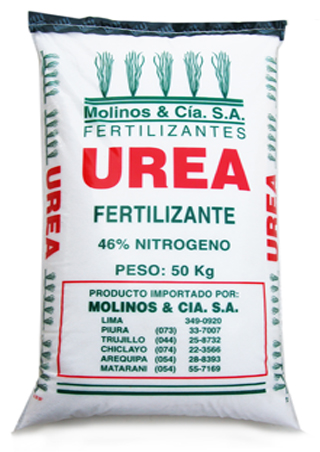 Molinos & Cía. S.A.
FERTILIZANTES
UREA
UREA
UREA
FERTILIZANTE
46% NITROGENO
PESO: 50 Kg
PRODUCTO IMPORTADO POR:
MOLINOS & CIA. S.A.
LIMA 349-0920
PIURA (073) 33-7007
TRUJILLO (044) 25-8732
CHICLAYO (074) 22-3566
AREQUIPA (054) 28-8393
MATARANI (054) 55-7169